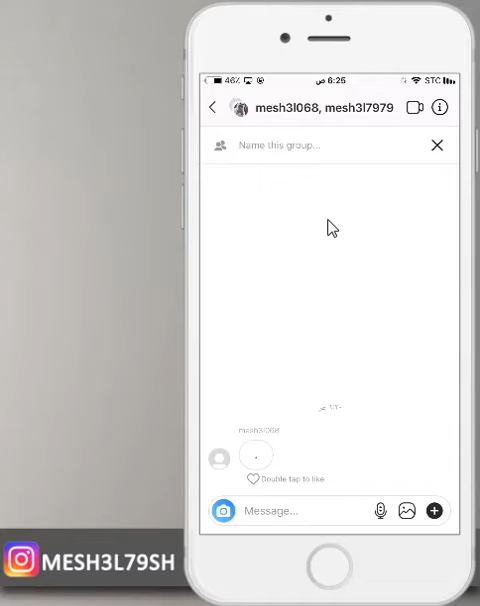 46% 6:25 ص STC
mesh3l068, mesh3l7979
Name this group...
mesh3l068
.
Double tap to like
Message...
MESH3L79SH